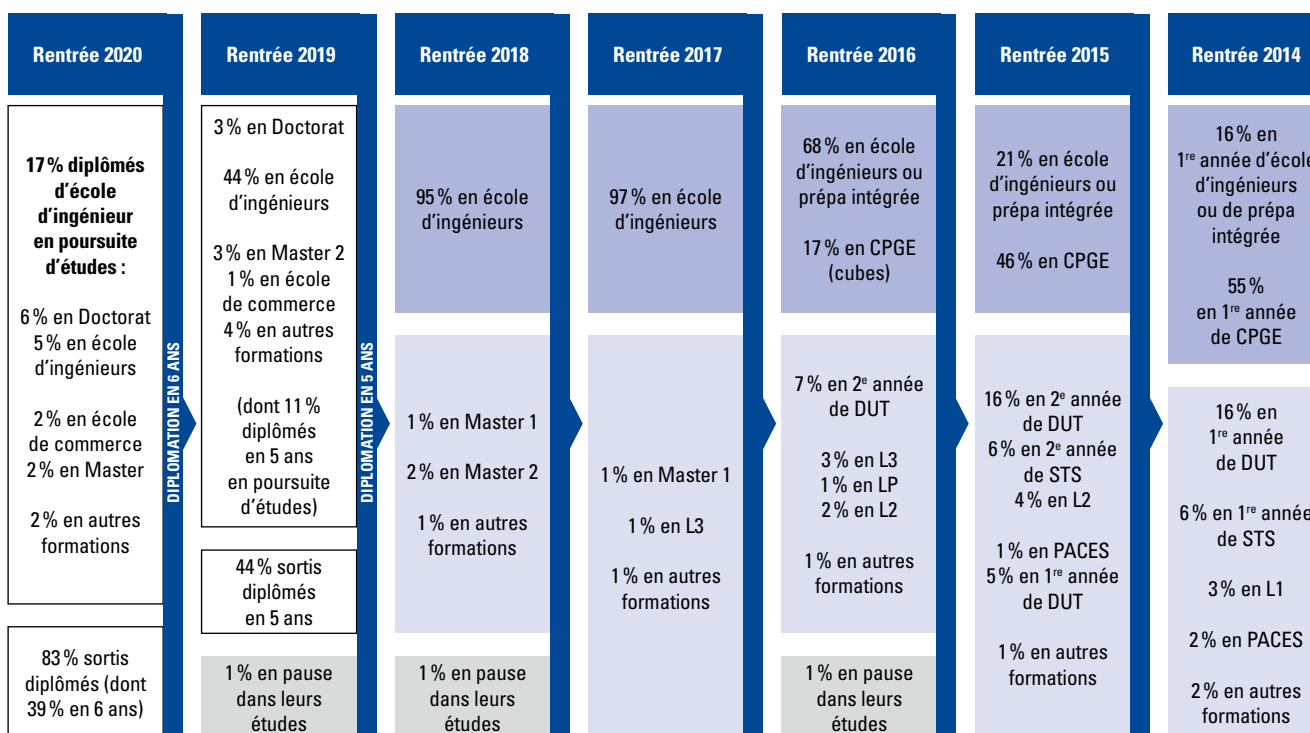 Rentrée 2020
17 % diplômés
d'école
d'ingénieur
en poursuite
d'études :
6 % en Doctorat
5 % en école
d'ingénieurs
2 % en école
de commerce
2 % en Master
2 % en autres
formations
83 % sortis
diplômés (dont
39 % en 6 ans)
DIPLOMATION EN 6 ANS
Rentrée 2019
3 % en Doctorat
44 % en école
d'ingénieurs
3 % en Master 2
1 % en école
de commerce
4 % en autres
formations
(dont 11 %
diplômés
en 5 ans
en poursuite
d'études)
44 % sortis
diplômés
en 5 ans
1 % en pause
dans leurs
études
DIPLOMATION EN 5 ANS
Rentrée 2018
95 % en école
d'ingénieurs
1 % en Master 1
2 % en Master 2
1 % en autres
formations
1 % en pause
dans leurs
études
Rentrée 2017
97 % en école
d'ingénieurs
1 % en Master 1
1 % en L3
1 % en autres
formations
Rentrée 2016
68 % en école
d'ingénieurs ou
prépa intégrée
17 % en CPGE
(cubes)
7 % en 2e année
de DUT
3 % en L3
1 % en LP
2 % en L2
1 % en autres
formations
1 % en pause
dans leurs
études
Rentrée 2015
21 % en école
d'ingénieurs ou
prépa intégrée
46 % en CPGE
16 % en 2e année
de DUT
6 % en 2e année
de STS
4 % en L2
1 % en PACES
5 % en 1re année
de DUT
1 % en autres
formations
Rentrée 2014
16 % en
1re année d'école
d'ingénieurs
ou de prépa
intégrée
55 %
en 1re année
de CPGE
16 % en
1re année
de DUT
6 % en 1re année
de STS
3 % en L1
2 % en PACES
2 % en autres
formations